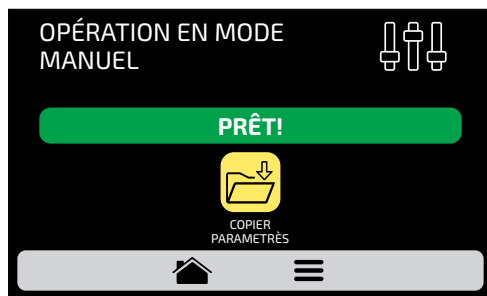 OPÉRATION EN MODE
MANUEL
PRÊT!
COPIER
PARAMETRÈS